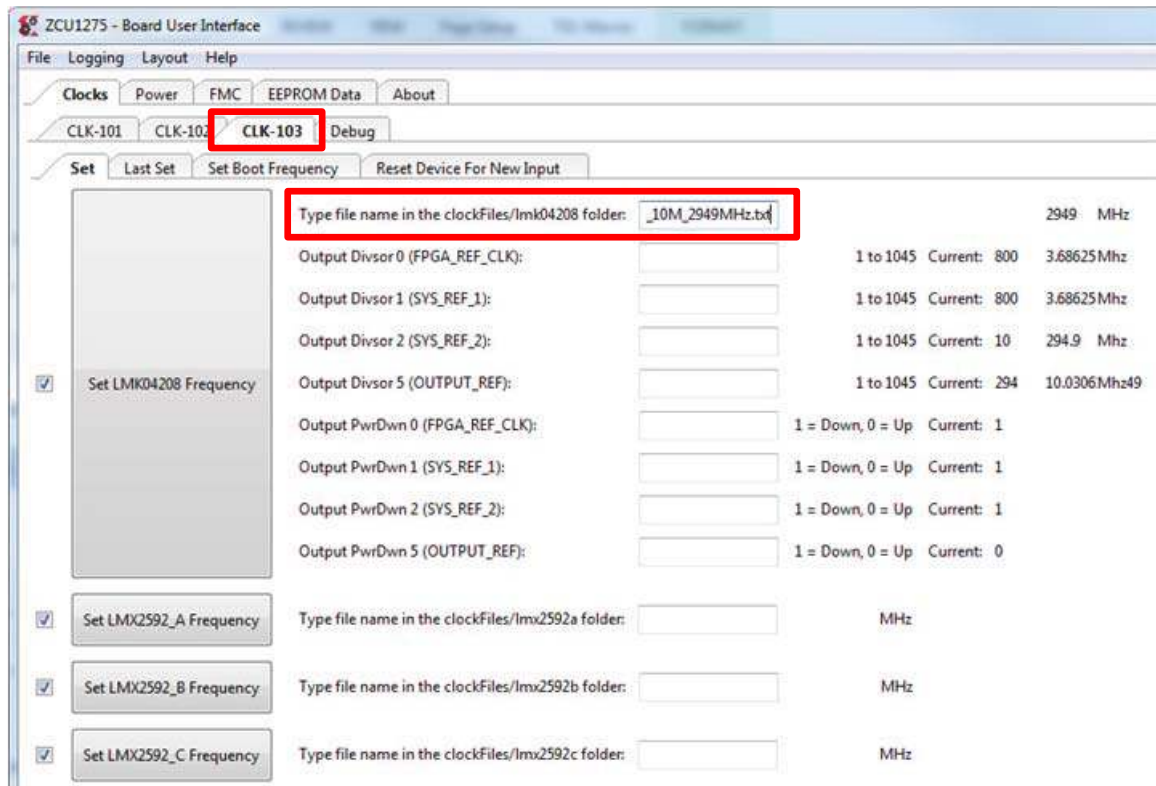 ZCU1275 - Board User Interface
File Logging Layout Help
Clocks Power FMC EEPROM Data About
CLK-101 CLK-102 CLK-103 Debug
Set Last Set Set Boot Frequency Reset Device For New Input
Type file name in the clockFiles/lmk04208 folder: _10M_2949MHz.txt 2949 MHz
Output Divsor 0 (FPGA_REF_CLK): 1 to 1045 Current: 800 3.68625Mhz
Output Divsor 1 (SYS_REF_1): 1 to 1045 Current: 800 3.68625Mhz
Output Divsor 2 (SYS_REF_2): 1 to 1045 Current: 10 294.9 Mhz
Set LMK04208 Frequency Output Divsor 5 (OUTPUT_REF): 1 to 1045 Current: 294 10.0306Mhz49
Output PwrDwn 0 (FPGA_REF_CLK): 1 = Down, 0 = Up Current: 1
Output PwrDwn 1 (SYS_REF_1): 1 = Down, 0 = Up Current: 1
Output PwrDwn 2 (SYS_REF_2): 1 = Down, 0 = Up Current: 1
Output PwrDwn 5 (OUTPUT_REF): 1 = Down, 0 = Up Current: 0
Set LMX2592_A Frequency Type file name in the clockFiles/lmx2592a folder: MHz
Set LMX2592_B Frequency Type file name in the clockFiles/lmx2592b folder: MHz
Set LMX2592_C Frequency Type file name in the clockFiles/lmx2592c folder: MHz